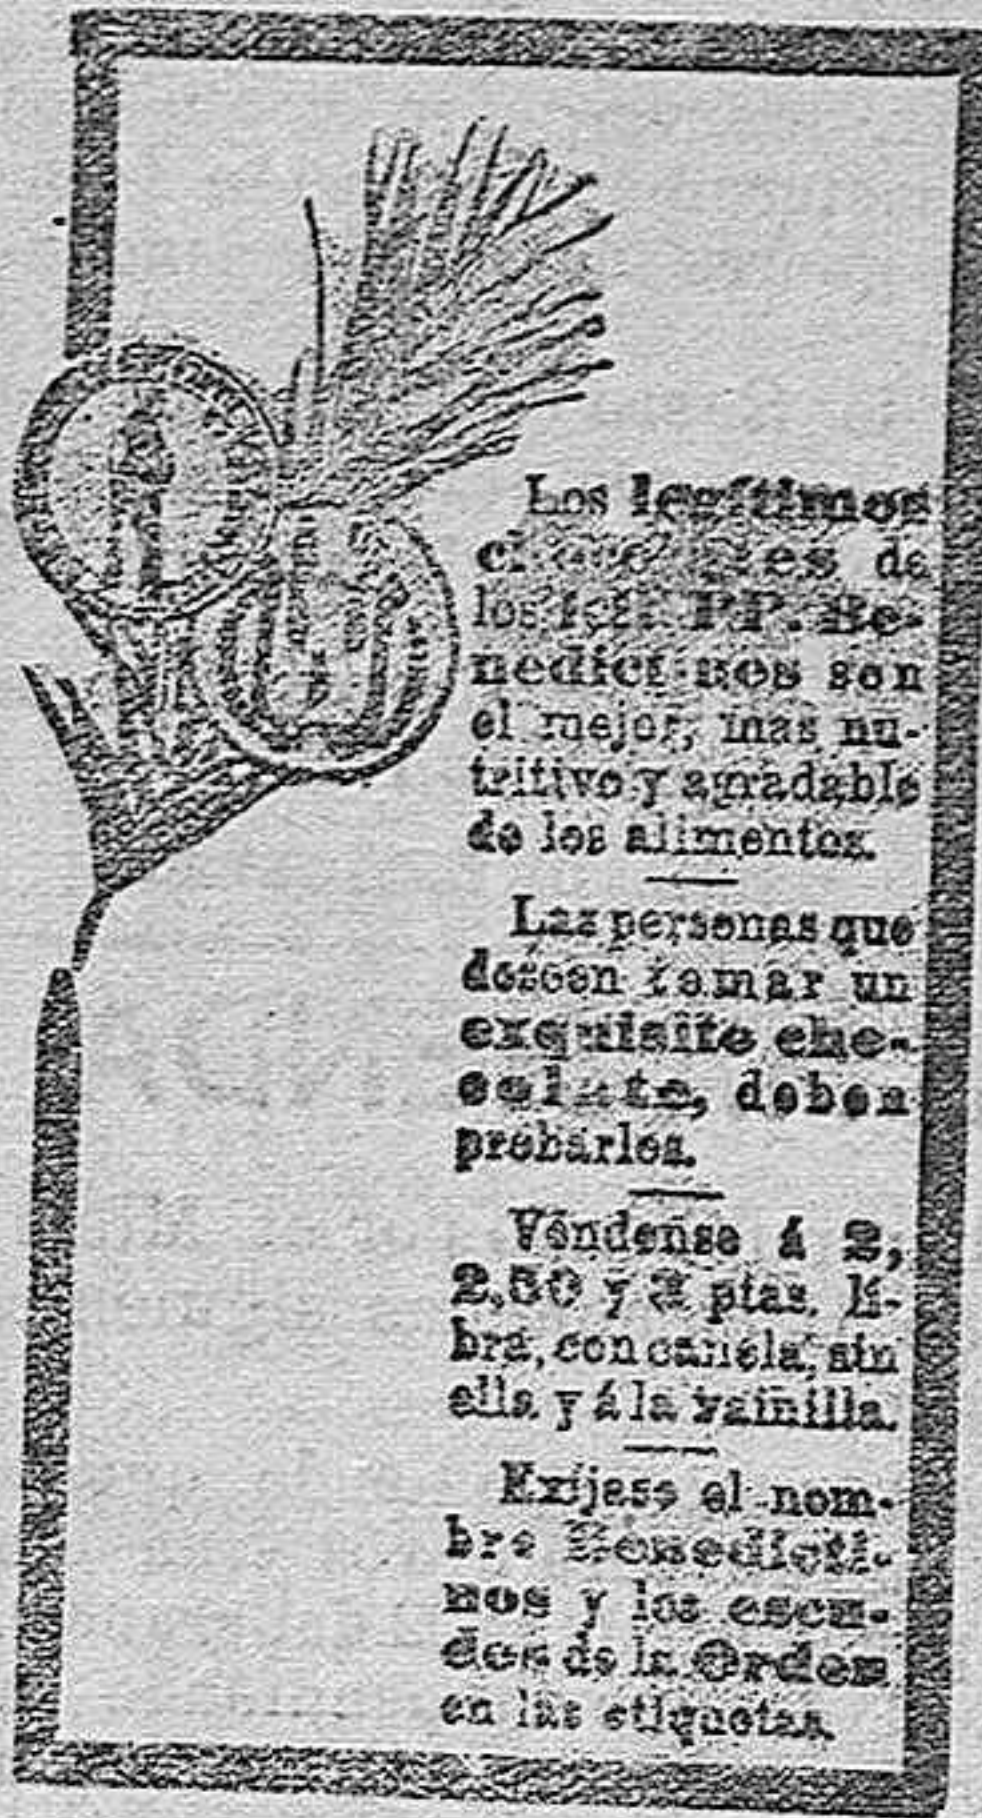 Los legítimos
chocolates de
los RR. PP. Be-
nedictinos son
el mejor, mas nu-
tritivo y agradable
de los alimentos.
Las personas que
deseen tomar un
exquisito cho-
colate, deben
probarlos.
Véndense á 2,
2,50 y 3 ptas. li-
bra, con canela, sin
ella y á la vainilla.
Exíjase el nom-
bre Benedicti-
nos y los escu-
dos de la Orden
en las etiquetas.